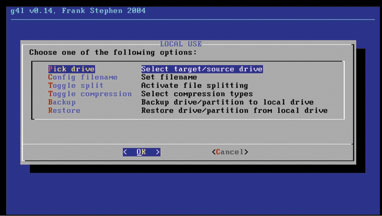 g4l v0.14, Frank Stephen 2004
LOCAL USE
Choose one of the following options:
Pick drive Select target/source drive
Config filename Set filename
Toggle split Activate file splitting
Toggle compression Select compression types
Backup Backup drive/partition to local drive
Restore Restore drive/partition from local drive
< OK > <Cancel>